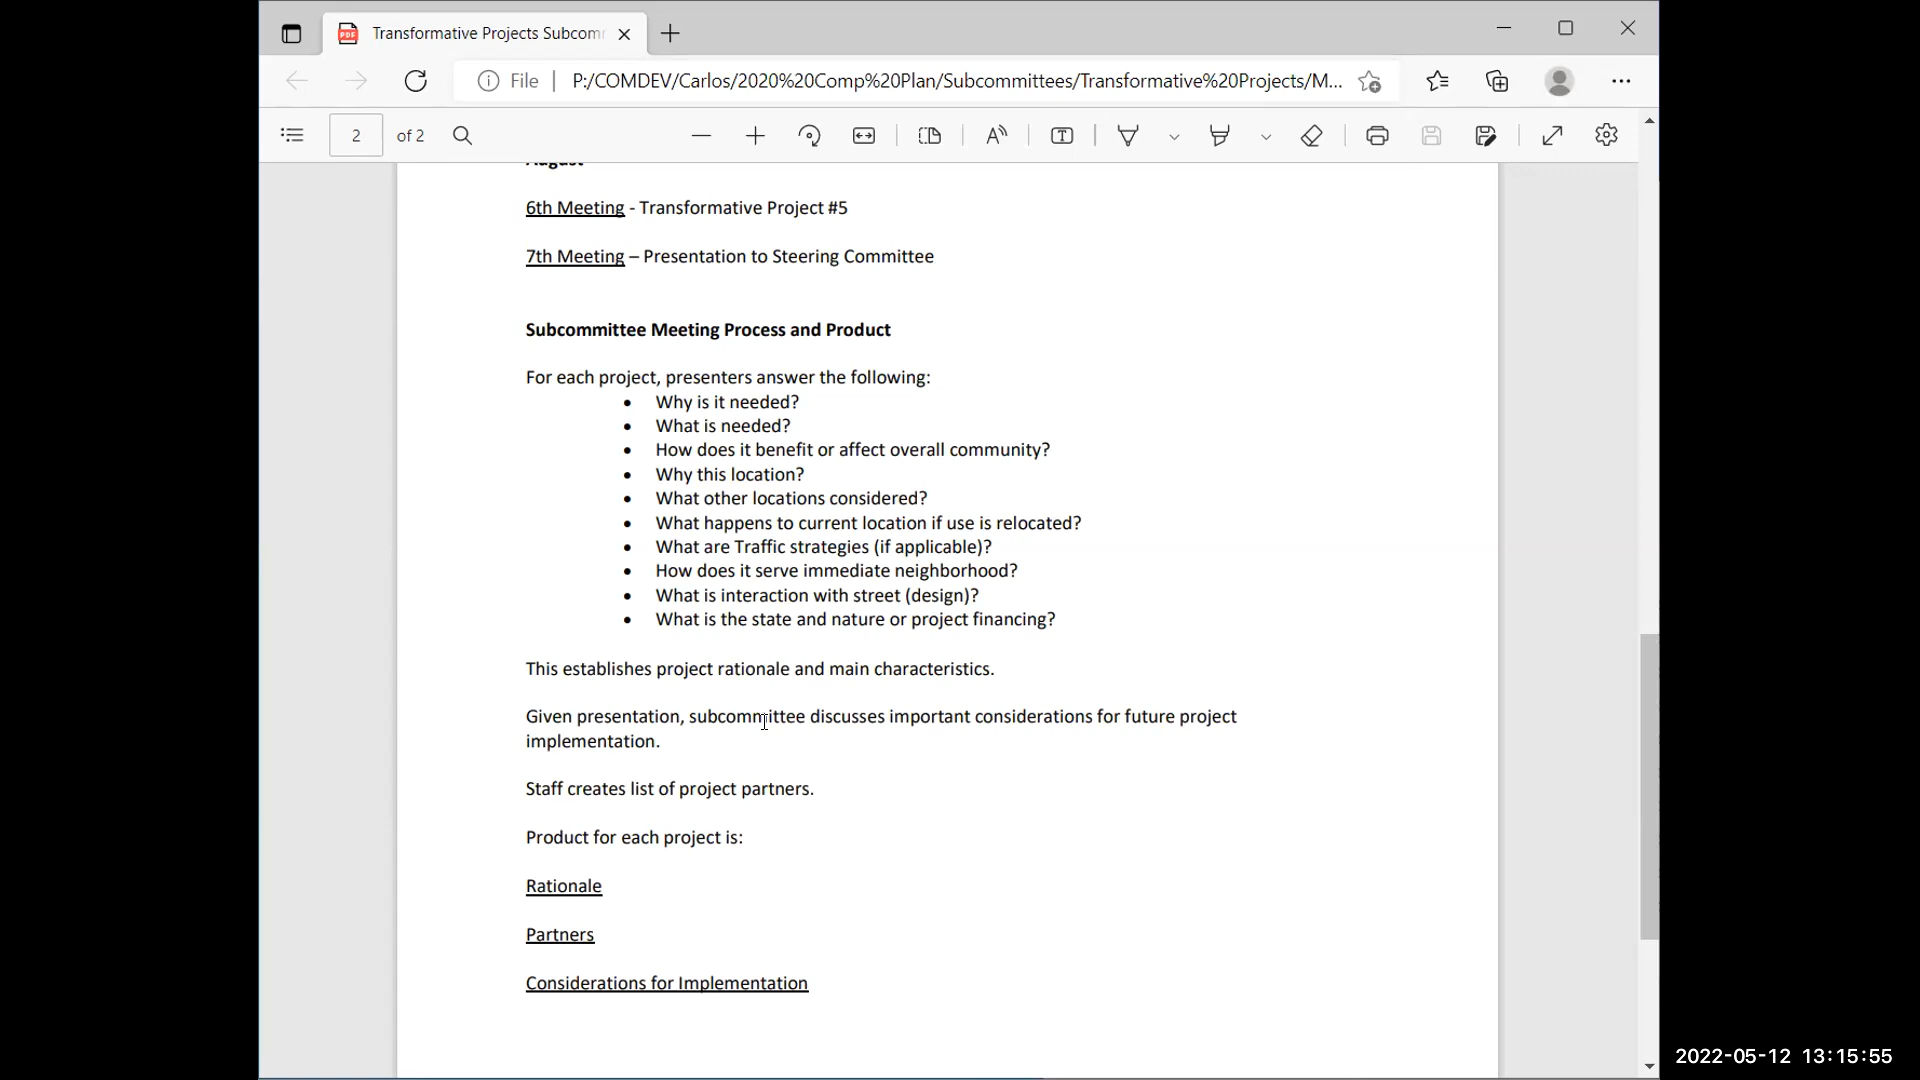 Transformative Projects Subcom
File
P:/COMDEV/Carlos/2020%20Comp%20Plan/Subcommittees/Transformative%20Projects/M...
2 of 2
August
6th Meeting - Transformative Project #5
7th Meeting – Presentation to Steering Committee
Subcommittee Meeting Process and Product
For each project, presenters answer the following:
• Why is it needed?
• What is needed?
• How does it benefit or affect overall community?
• Why this location?
• What other locations considered?
• What happens to current location if use is relocated?
• What are Traffic strategies (if applicable)?
• How does it serve immediate neighborhood?
• What is interaction with street (design)?
• What is the state and nature or project financing?
This establishes project rationale and main characteristics.
Given presentation, subcommittee discusses important considerations for future project
implementation.
Staff creates list of project partners.
Product for each project is:
Rationale
Partners
Considerations for Implementation
2022-05-12 13:15:55